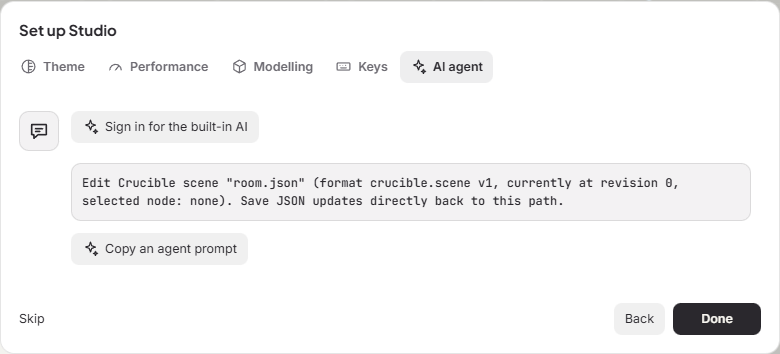 Set up Studio
Theme
Performance
Modelling
Keys
AI agent
Sign in for the built-in AI
Edit Crucible scene "room.json" (format crucible.scene v1, currently at revision 0,
selected node: none). Save JSON updates directly back to this path.
Copy an agent prompt
Skip
Back
Done